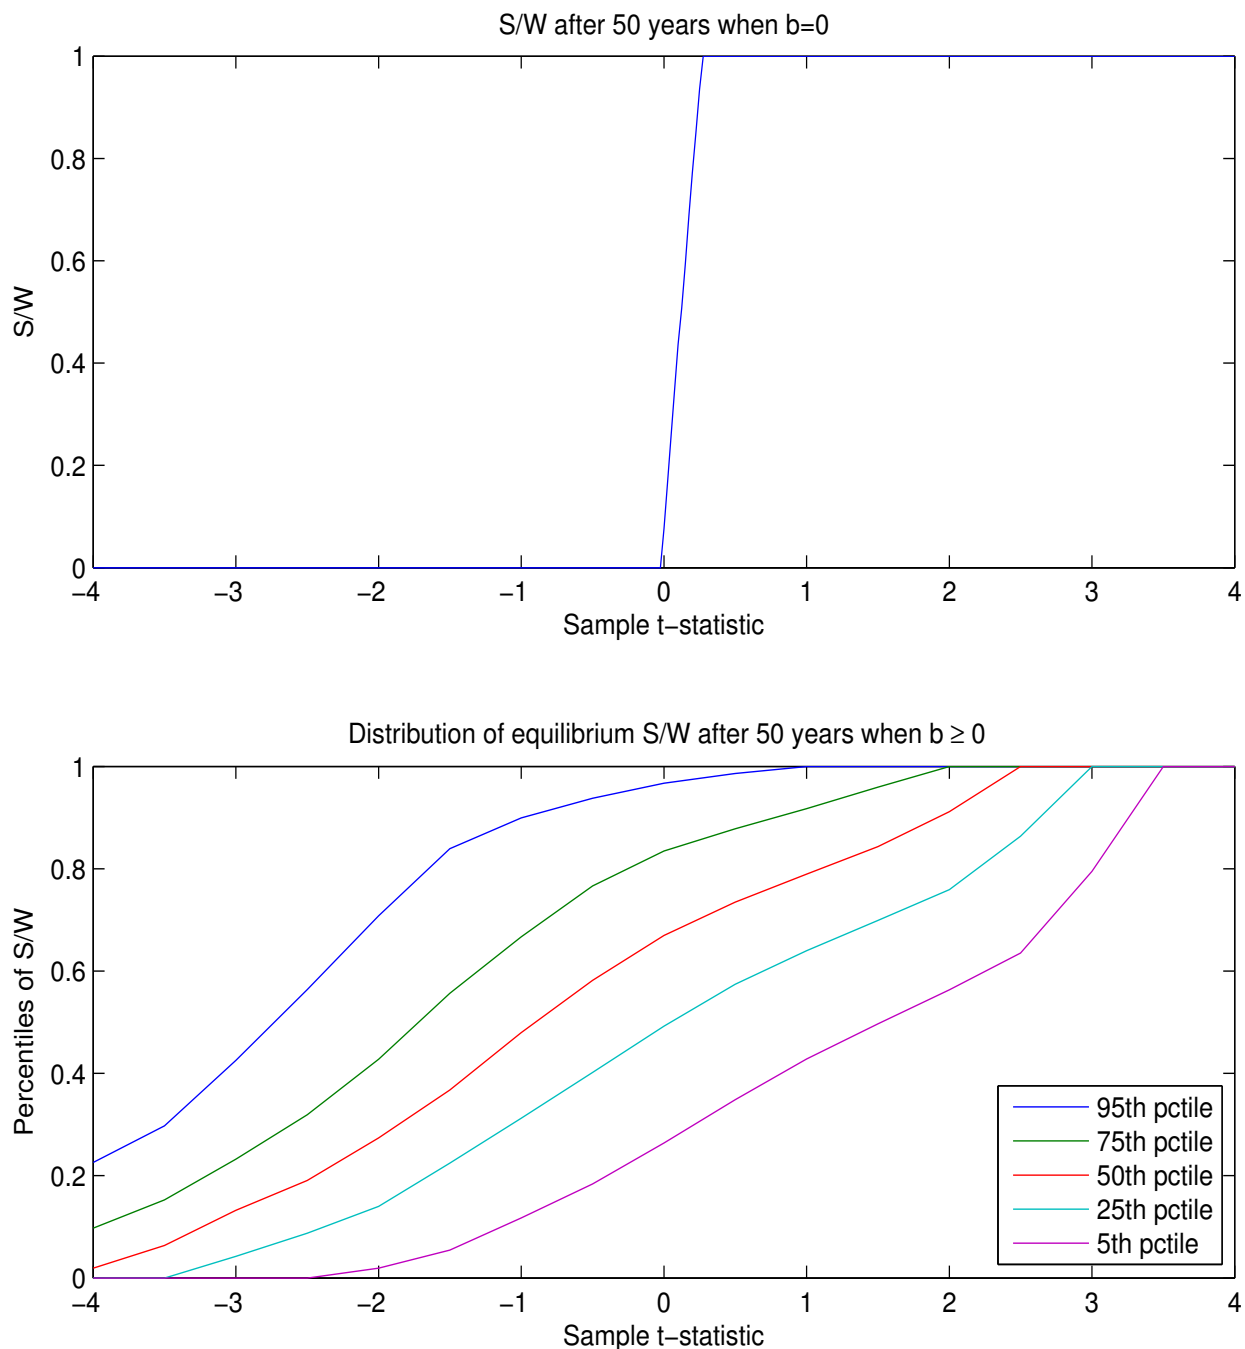 S/W after 50 years when b=0
1
0.8
0.6
0.4
0.2
0
S/W
−4 −3 −2 −1 0 1 2 3 4
Sample t−statistic
Distribution of equilibrium S/W after 50 years when b ≥ 0
1
0.8
0.6
0.4
0.2
0
Percentiles of S/W
95th pctile
75th pctile
50th pctile
25th pctile
5th pctile
−4 −3 −2 −1 0 1 2 3 4
Sample t−statistic